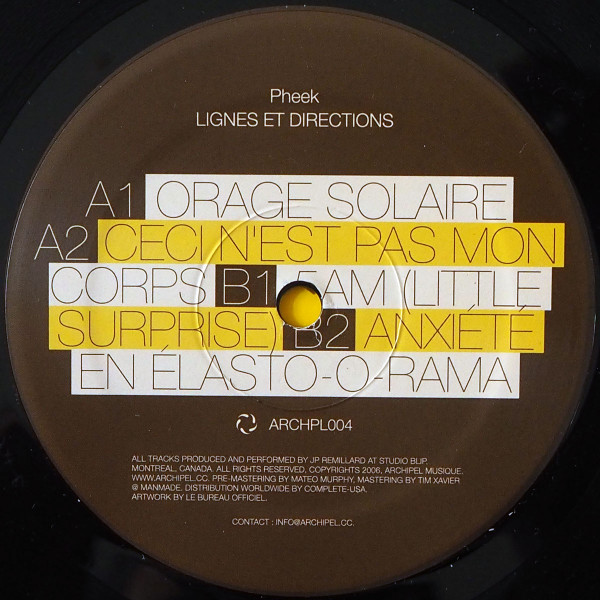 Pheek
LIGNES ET DIRECTIONS
A1 ORAGE SOLAIRE
A2 CECI N'EST PAS MON
CORPS B1 5AM (LITTLE
SURPRISE) B2 ANXIÉTÉ
EN ÉLASTO-O-RAMA
ARCHPL004
ALL TRACKS PRODUCED AND PERFORMED BY JP REMILLARD AT STUDIO BLIP
MONTREAL, CANADA. ALL RIGHTS RESERVED, COPYRIGHTS 2006, ARCHIPEL MUSIQUE.
WWW.ARCHIPEL.CC. PRE-MASTERING BY MATEO MURPHY, MASTERING BY TIM XAVIER
@ MANMADE. DISTRIBUTION WORLDWIDE BY COMPLETE-USA.
ARTWORK BY LE BUREAU OFFICIEL.
CONTACT : INFO@ARCHIPEL.CC.